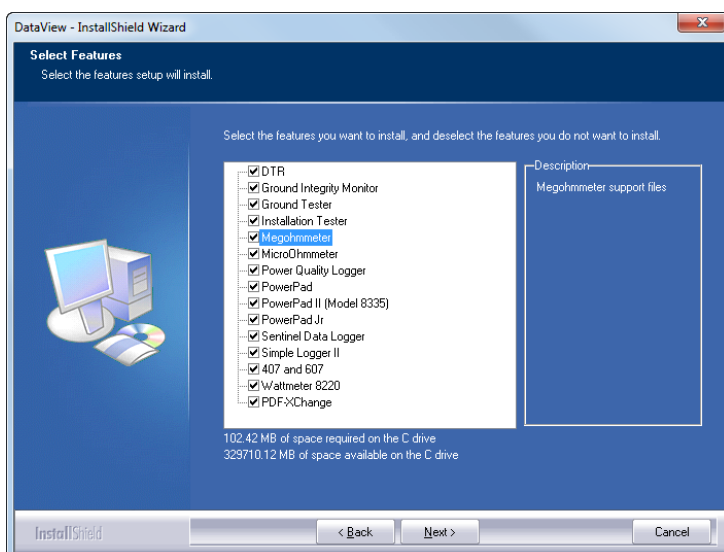 DataView - InstallShield Wizard
Select Features
Select the features setup will install.
Select the features you want to install, and deselect the features you do not want to install.
DTR
Ground Integrity Monitor
Ground Tester
Installation Tester
Megohmmeter
MicroOhmmeter
Power Quality Logger
PowerPad
PowerPad II (Model 8335)
PowerPad Jr
Sentinel Data Logger
Simple Logger II
407 and 607
Wattmeter 8220
PDF-XChange
Description
Megohmmeter support files
102.42 MB of space required on the C drive
329710.12 MB of space available on the C drive
InstallShield
< Back
Next >
Cancel